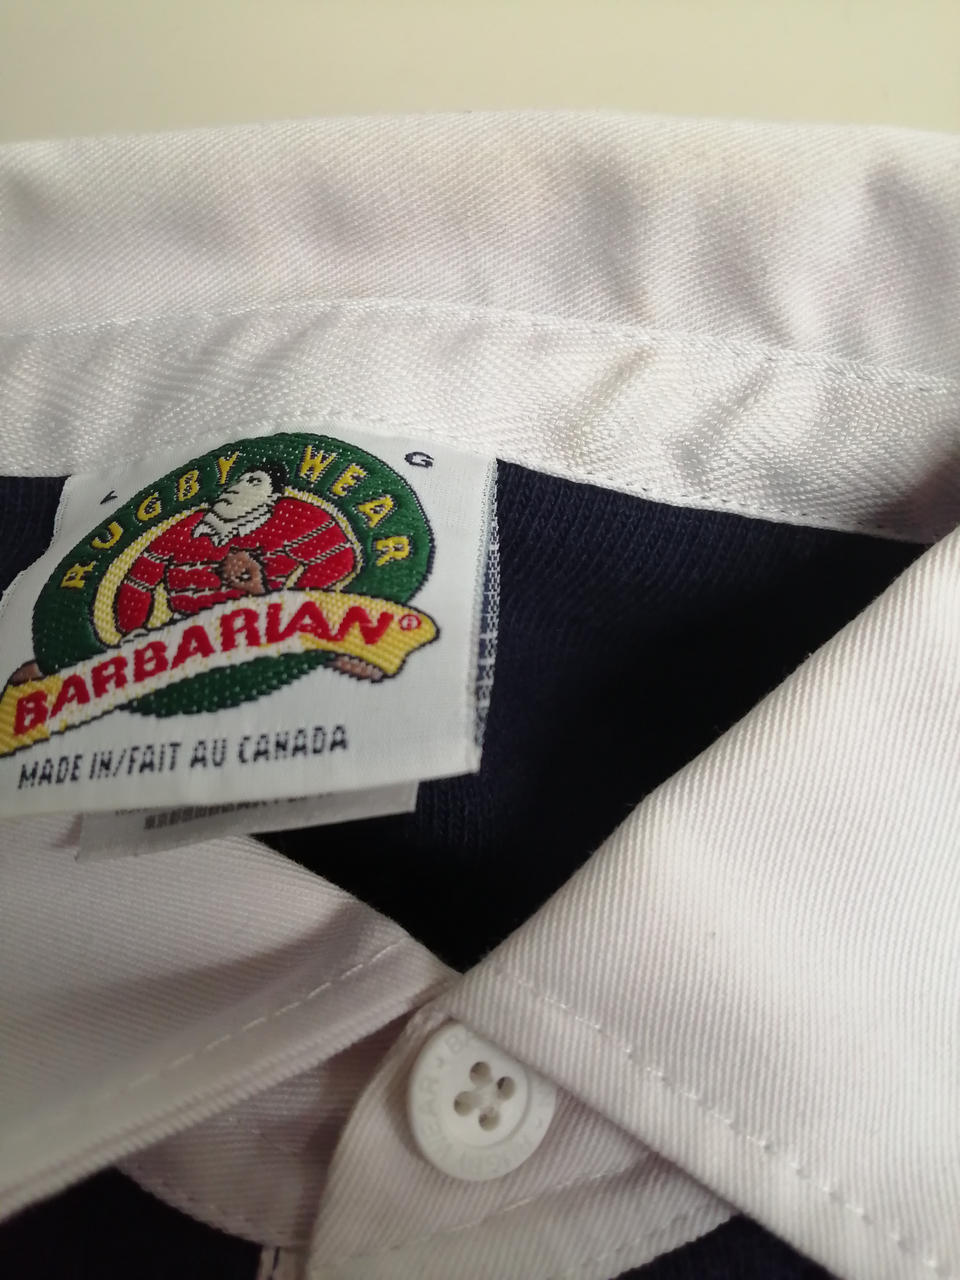 L G
RUGBY WEAR
BARBARIAN®
MADE IN/FAIT AU CANADA